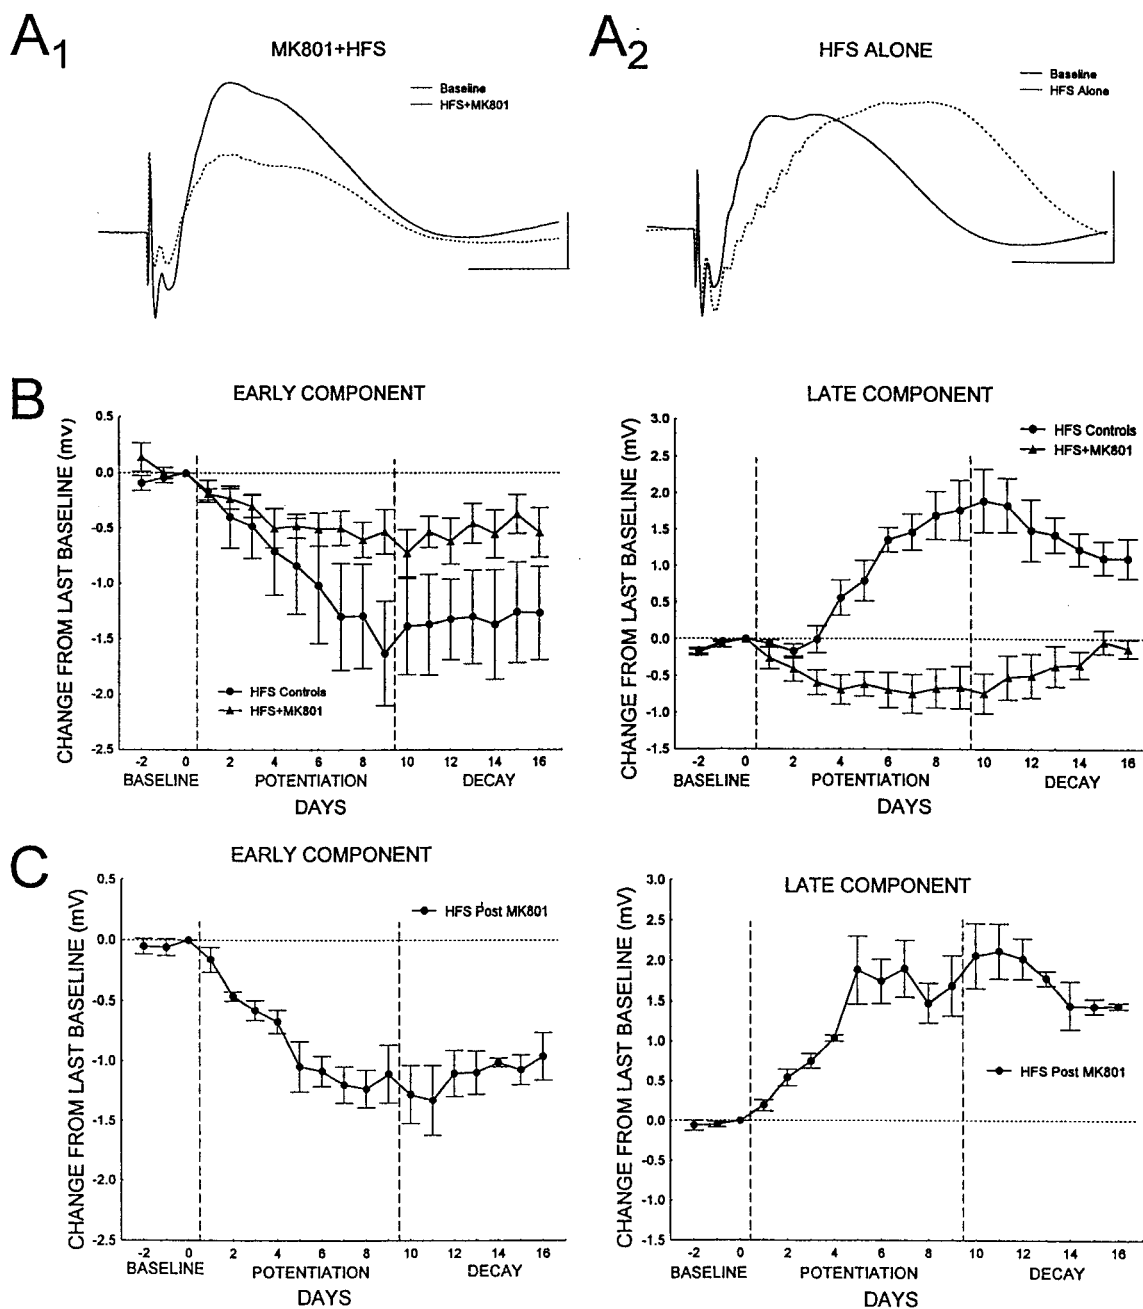 A1
MK801+HFS
Baseline
HFS+MK801
A2
HFS ALONE
Baseline
HFS Alone
B
EARLY COMPONENT
CHANGE FROM LAST BASELINE (mV)
0.5
0.0
-0.5
-1.0
-1.5
-2.0
-2.5
HFS Controls
HFS+MK801
-2 0 2 4 6 8 10 12 14 16
BASELINE POTENTIATION DECAY
DAYS
LATE COMPONENT
CHANGE FROM LAST BASELINE (mV)
3.0
2.5
2.0
1.5
1.0
0.5
0.0
-0.5
-1.0
-1.5
HFS Controls
HFS+MK801
-2 0 2 4 6 8 10 12 14 16
BASELINE POTENTIATION DECAY
DAYS
C
EARLY COMPONENT
CHANGE FROM LAST BASELINE (mV)
0.5
0.0
-0.5
-1.0
-1.5
-2.0
-2.5
HFS Post MK801
-2 0 2 4 6 8 10 12 14 16
BASELINE POTENTIATION DECAY
DAYS
LATE COMPONENT
CHANGE FROM LAST BASELINE (mV)
3.0
2.5
2.0
1.5
1.0
0.5
0.0
-0.5
-1.0
-1.5
HFS Post MK801
-2 0 2 4 6 8 10 12 14 16
BASELINE POTENTIATION DECAY
DAYS